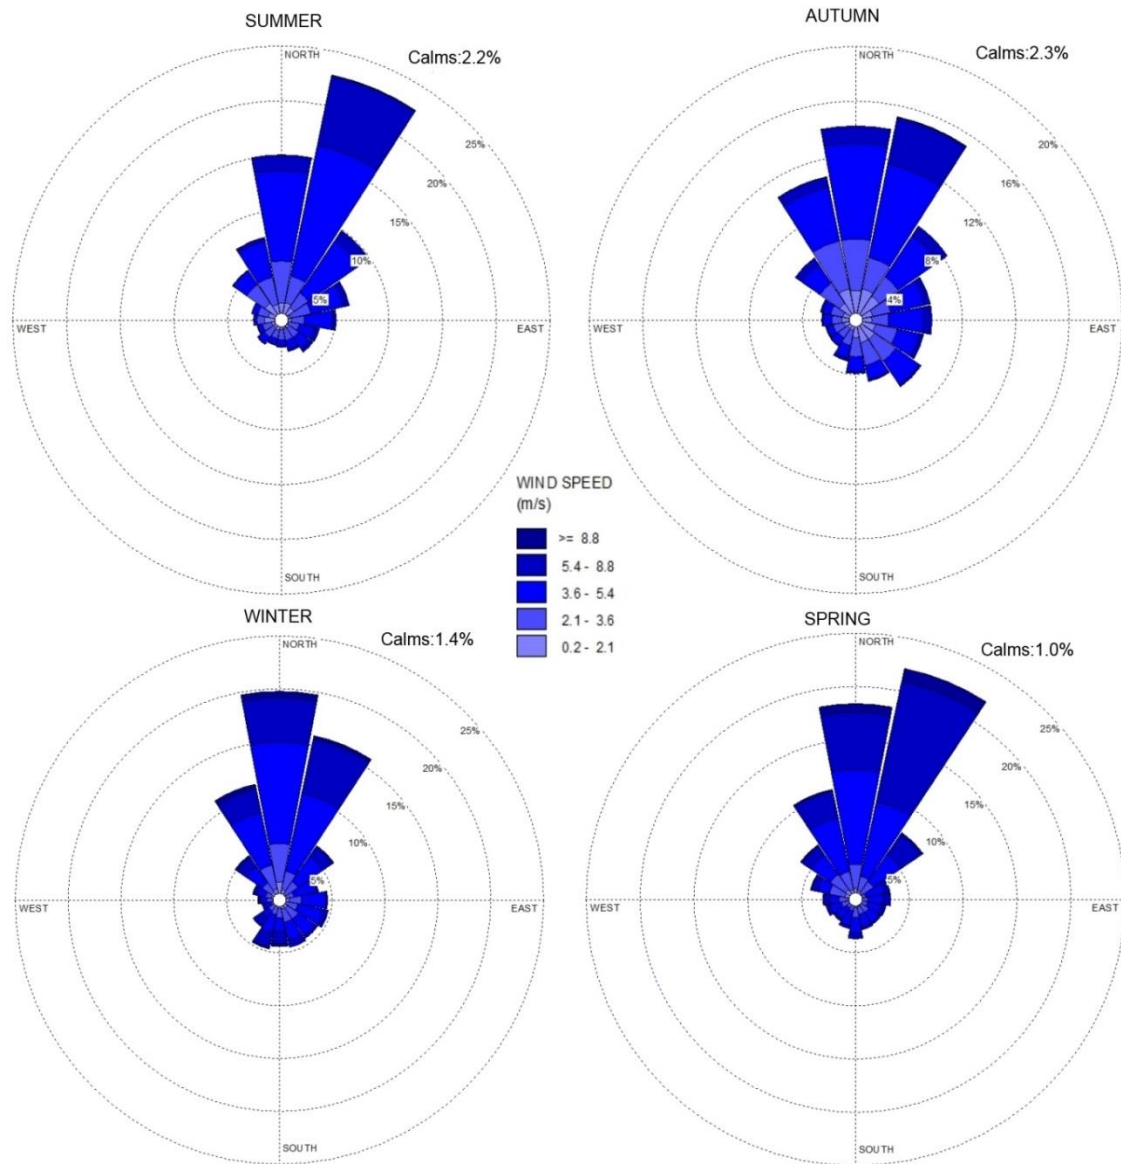 SUMMER
NORTH
Calms:2.2%
25%
20%
15%
10%
5%
WEST
EAST
SOUTH
AUTUMN
NORTH
Calms:2.3%
20%
16%
12%
8%
4%
WEST
EAST
SOUTH
WIND SPEED
(m/s)
>= 8.8
5.4 - 8.8
3.6 - 5.4
2.1 - 3.6
0.2 - 2.1
WINTER
NORTH
Calms:1.4%
25%
20%
15%
10%
5%
WEST
EAST
SOUTH
SPRING
NORTH
Calms:1.0%
25%
20%
15%
10%
5%
WEST
EAST
SOUTH